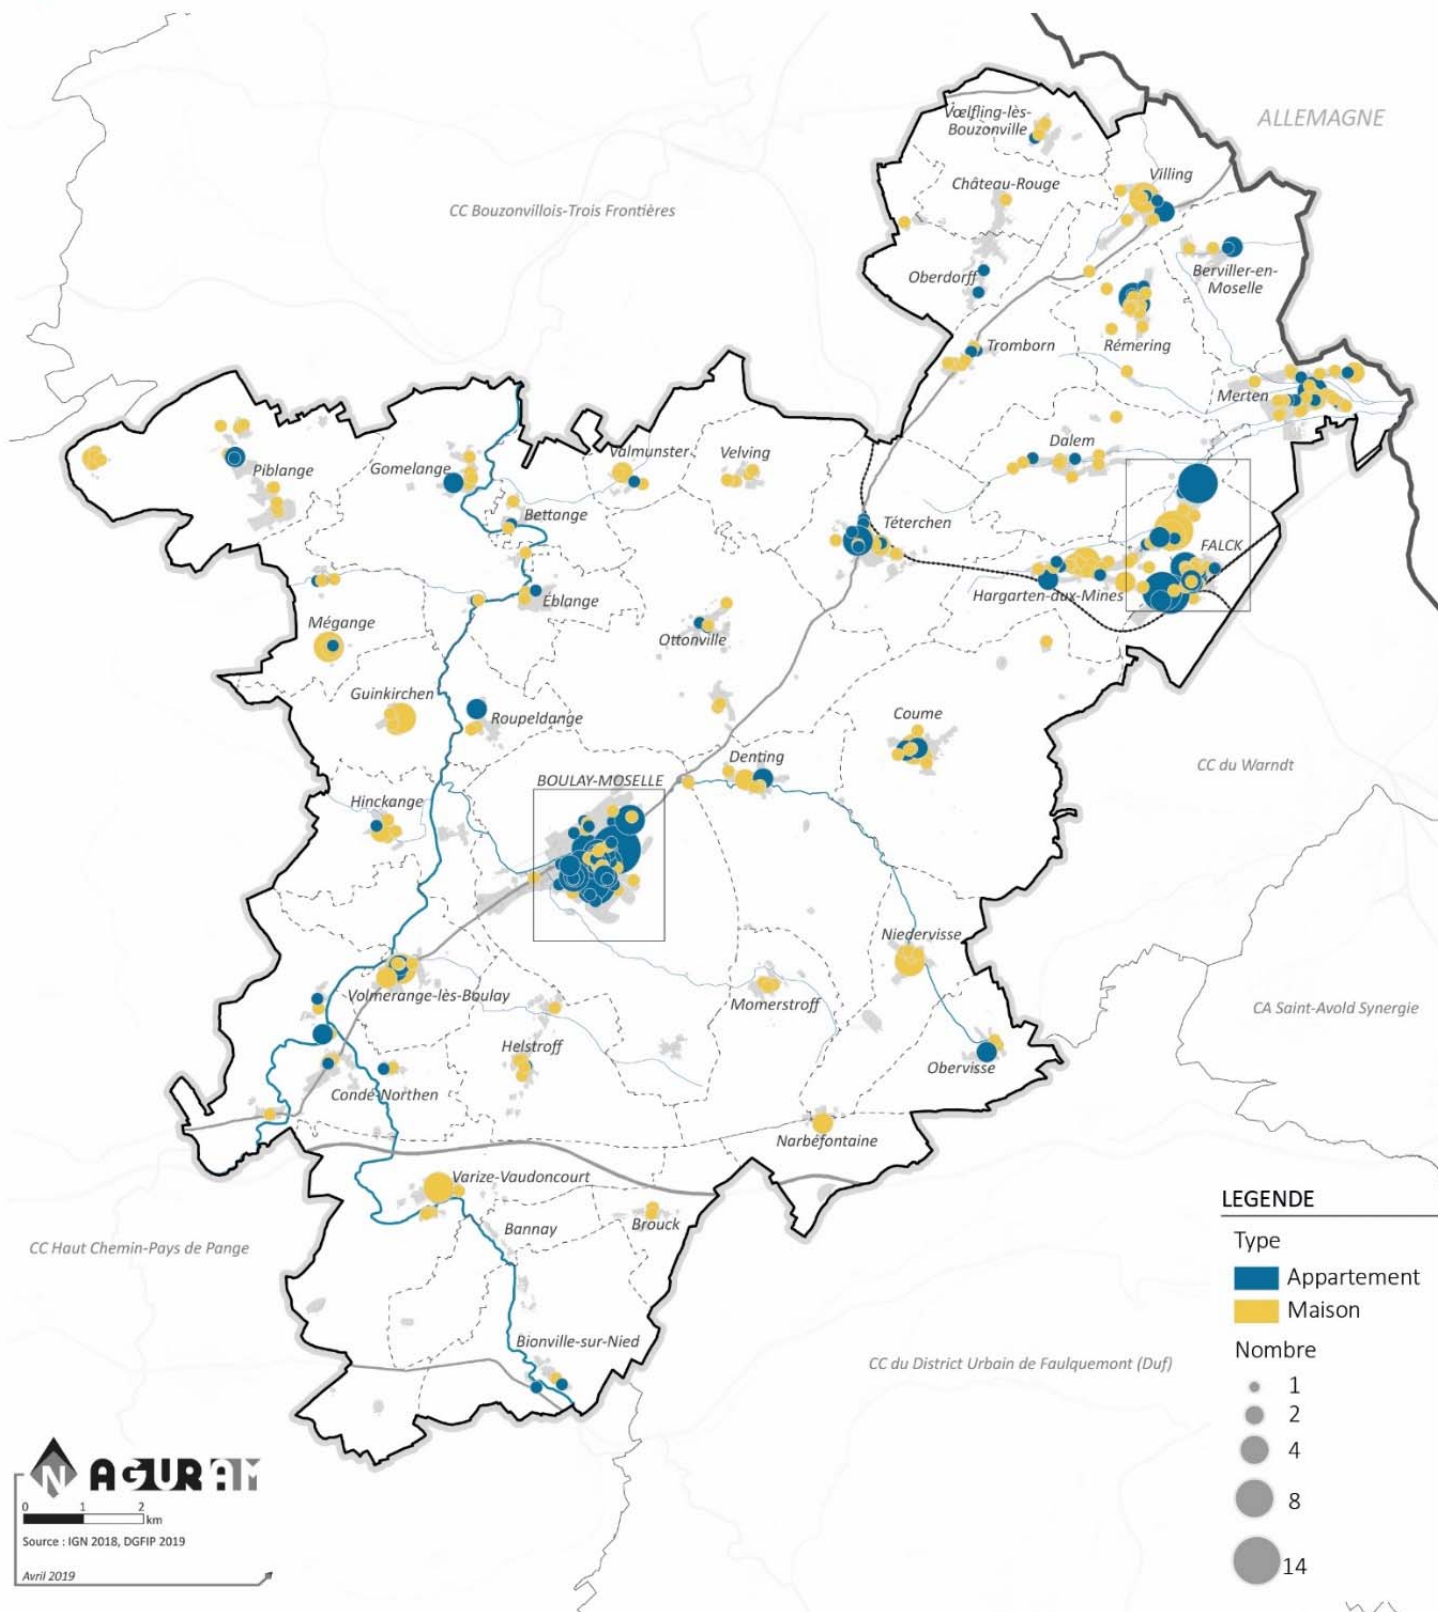 ALLEMAGNE
Vœlfling-lès-
Bouzonville
Villing
Château-Rouge
CC Bouzonvillois-Trois Frontières
Oberdorff
Berviller-en-
Moselle
Tromborn
Rémering
Merten
Dalem
Valmunster
Velving
Piblange
Gomelange
Bettange
Téterchen
FALCK
Hargarten-aux-Mines
Éblange
Mégange
Ottonville
Guinkirchen
Roupeldange
Coume
Denting
CC du Warndt
BOULAY-MOSELLE
Hinckange
Niedervisse
Volmerange-lès-Boulay
Momerstroff
CA Saint-Avold Synergie
Helstroff
Obervisse
Condé-Northen
Narbéfontaine
Varize-Vaudoncourt
Bannay
Brouck
CC Haut Chemin-Pays de Pange
Bionville-sur-Nied
CC du District Urbain de Faulquemont (Duf)
LEGENDE
Type
Appartement
Maison
Nombre
1
2
4
8
14
N AGURAM
0 1 2
km
Source : IGN 2018, DGFIP 2019
Avril 2019